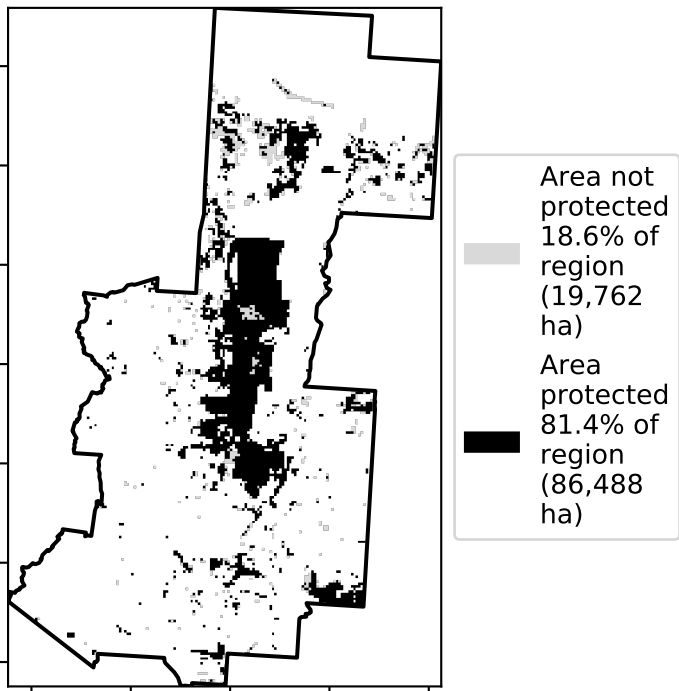 Area not
protected
18.6% of
region
(19,762
ha)
Area
protected
81.4% of
region
(86,488
ha)